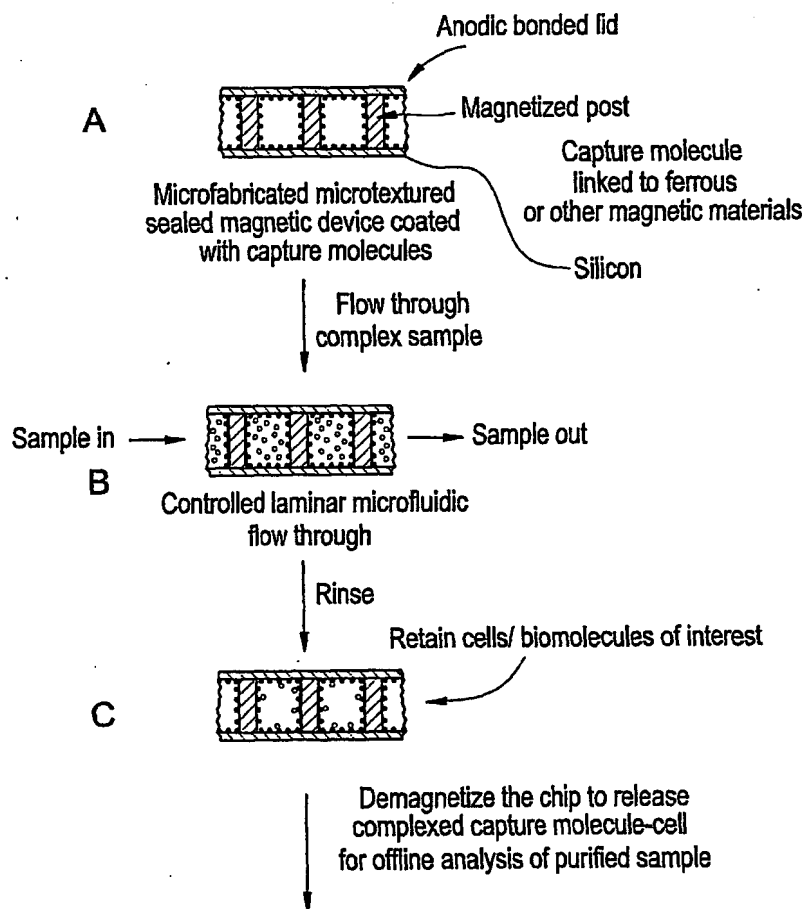 Anodic bonded lid
A
Magnetized post
Capture molecule
linked to ferrous
or other magnetic materials
Microfabricated microtextured
sealed magnetic device coated
with capture molecules
Silicon
Flow through
complex sample
Sample in
Sample out
B
Controlled laminar microfluidic
flow through
Rinse
Retain cells/ biomolecules of interest
C
Demagnetize the chip to release
complexed capture molecule-cell
for offline analysis of purified sample